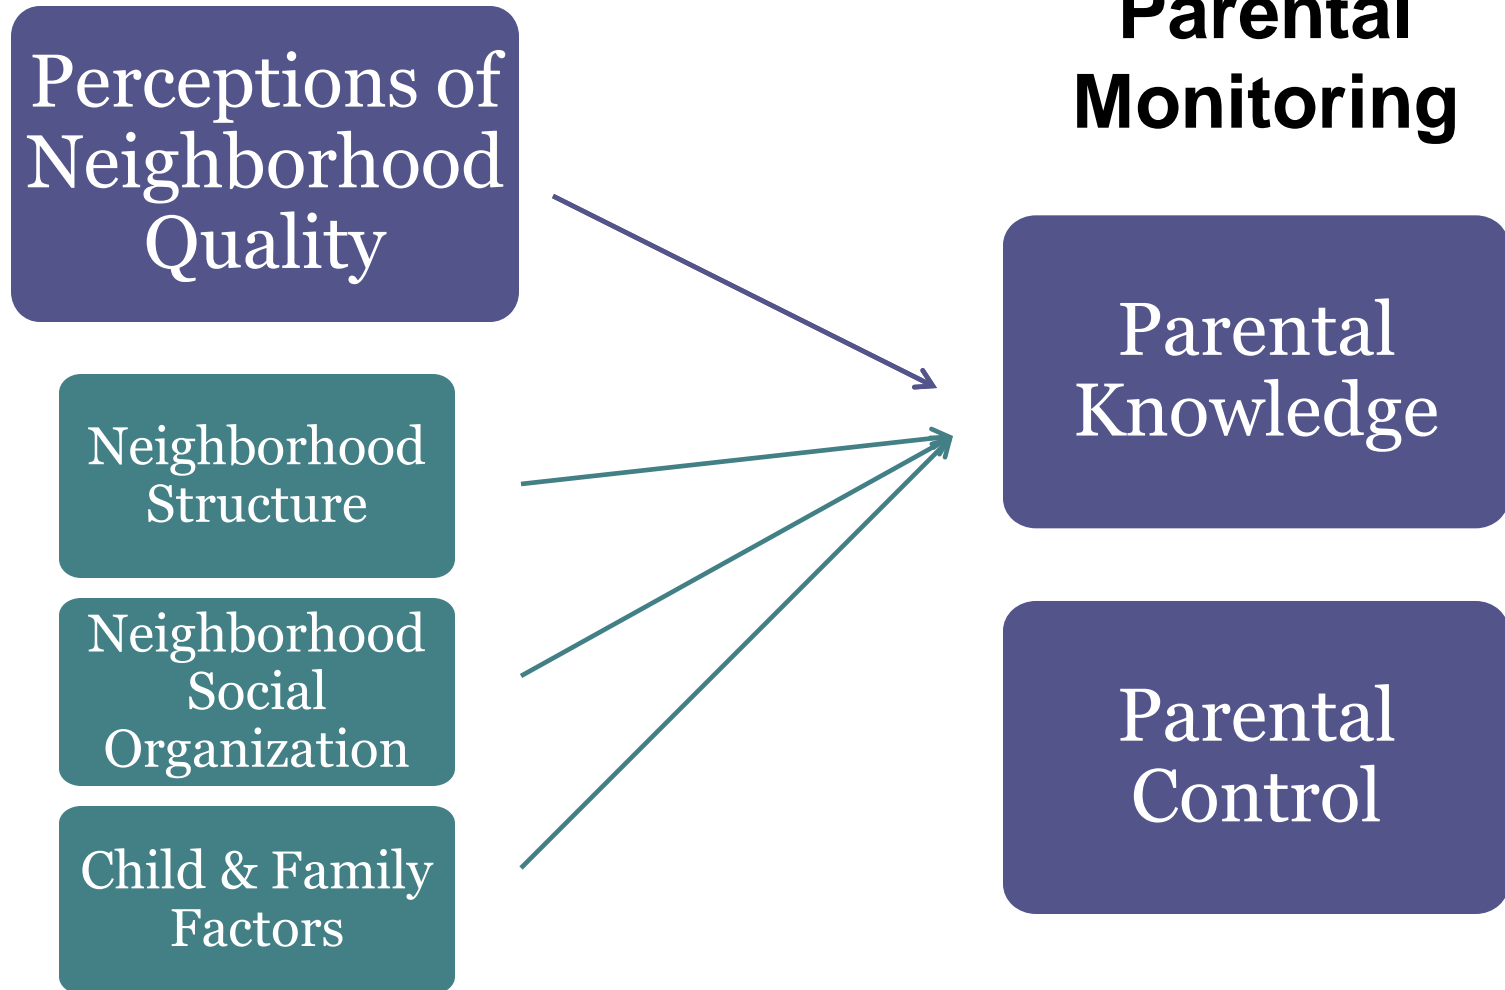 Perceptions of
Neighborhood
Quality
Neighborhood
Structure
Neighborhood
Social
Organization
Child & Family
Factors
Parental
Monitoring
Parental
Knowledge
Parental
Control